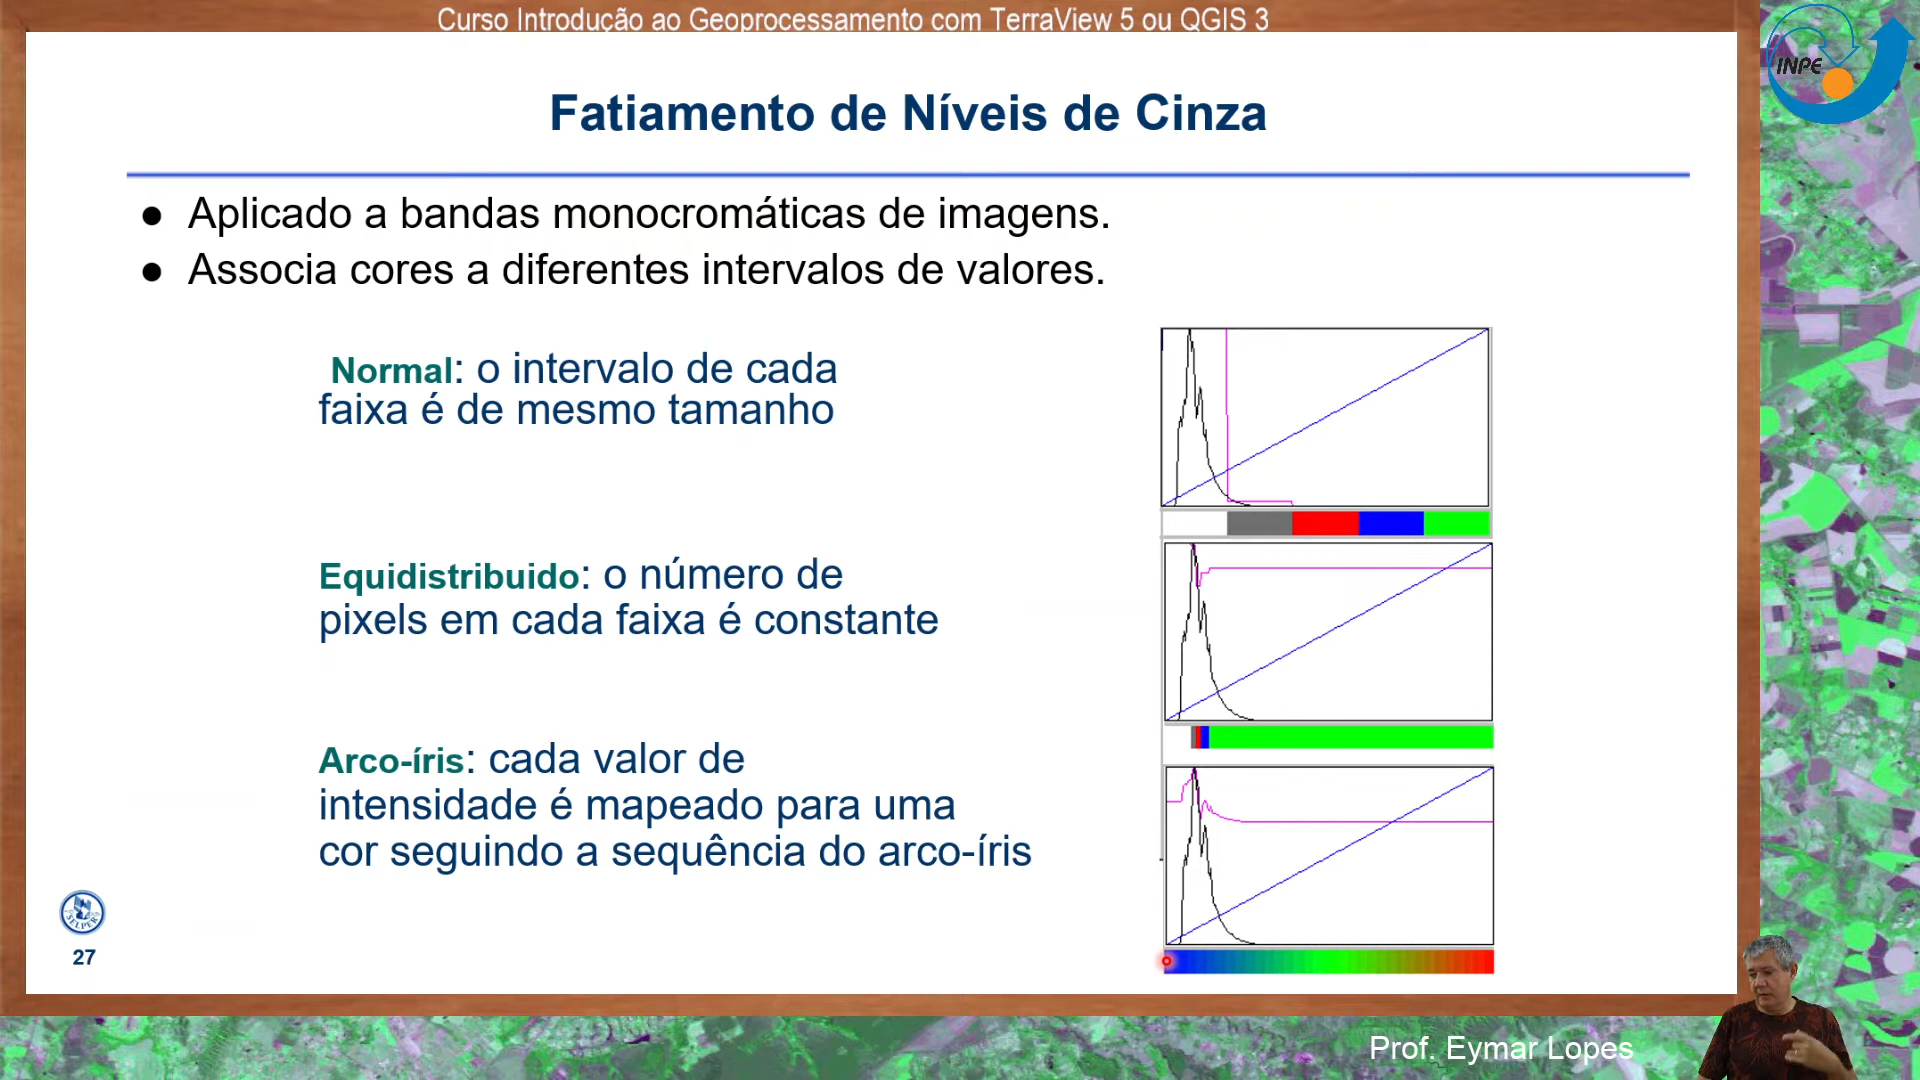 Curso Introdução ao Geoprocessamento com TerraView 5 ou QGIS 3
INPE
Fatiamento de Níveis de Cinza
● Aplicado a bandas monocromáticas de imagens.
● Associa cores a diferentes intervalos de valores.
Normal: o intervalo de cada
faixa é de mesmo tamanho
Equidistribuido: o número de
pixels em cada faixa é constante
Arco-íris: cada valor de
intensidade é mapeado para uma
cor seguindo a sequência do arco-íris
SELPER
27
Prof. Eymar Lopes